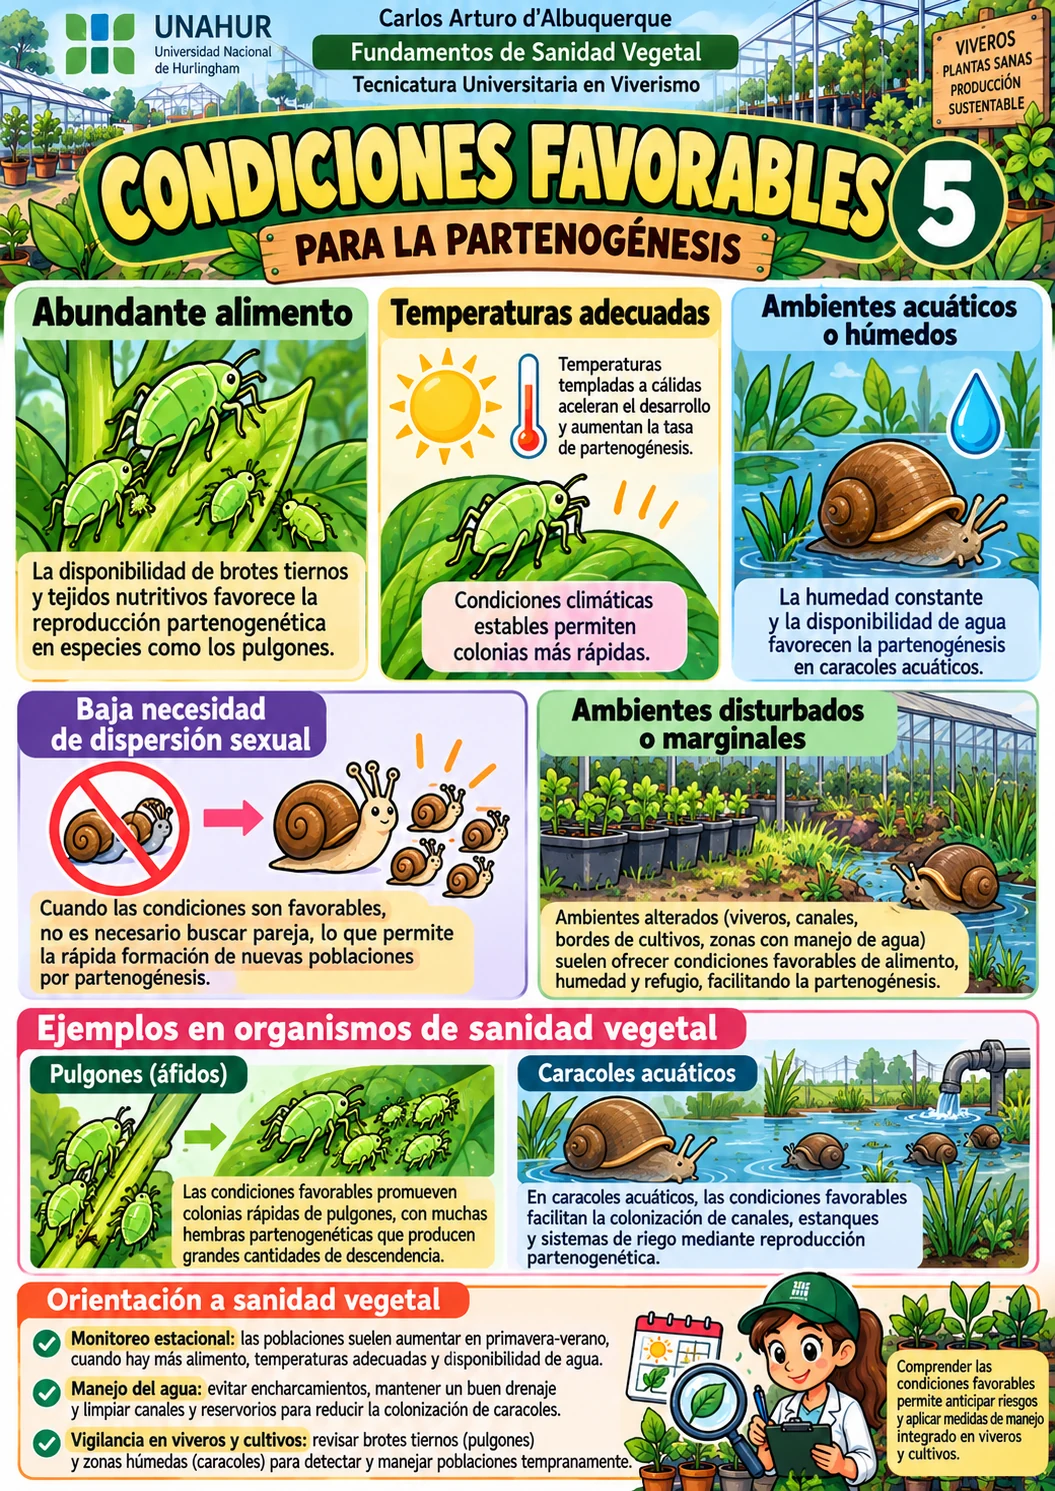 UNAHUR
Universidad Nacional
de Hurlingham
Carlos Arturo d'Albuquerque
Fundamentos de Sanidad Vegetal
Tecnicatura Universitaria en Viverismo
VIVEROS
PLANTAS SANAS
PRODUCCIÓN
SUSTENTABLE
CONDICIONES FAVORABLES
5
PARA LA PARTENOGÉNESIS
Abundante alimento
La disponibilidad de brotes tiernos
y tejidos nutritivos favorece la
reproducción partenogenética
en especies como los pulgones.
Temperaturas adecuadas
Temperaturas
templadas a cálidas
aceleran el desarrollo
y aumentan la tasa
de partenogénesis.
Condiciones climáticas
estables permiten
colonias más rápidas.
Ambientes acuáticos
o húmedos
La humedad constante
y la disponibilidad de agua
favorecen la partenogénesis
en caracoles acuáticos.
Baja necesidad
de dispersión sexual
Cuando las condiciones son favorables,
no es necesario buscar pareja, lo que permite
la rápida formación de nuevas poblaciones
por partenogénesis.
Ambientes disturbados
o marginales
Ambientes alterados (viveros, canales,
bordes de cultivos, zonas con manejo de agua)
suelen ofrecer condiciones favorables de alimento,
humedad y refugio, facilitando la partenogénesis.
Ejemplos en organismos de sanidad vegetal
Pulgones (áfidos)
Las condiciones favorables promueven
colonias rápidas de pulgones, con muchas
hembras partenogenéticas que producen
grandes cantidades de descendencia.
Caracoles acuáticos
En caracoles acuáticos, las condiciones favorables
facilitan la colonización de canales, estanques
y sistemas de riego mediante reproducción
partenogenética.
Orientación a sanidad vegetal
Monitoreo estacional: las poblaciones suelen aumentar en primavera-verano,
cuando hay más alimento, temperaturas adecuadas y disponibilidad de agua.
Manejo del agua: evitar encharcamientos, mantener un buen drenaje
y limpiar canales y reservorios para reducir la colonización de caracoles.
Vigilancia en viveros y cultivos: revisar brotes tiernos (pulgones)
y zonas húmedas (caracoles) para detectar y manejar poblaciones tempranamente.
Comprender las
condiciones favorables
permite anticipar riesgos
y aplicar medidas de manejo
integrado en viveros
y cultivos.